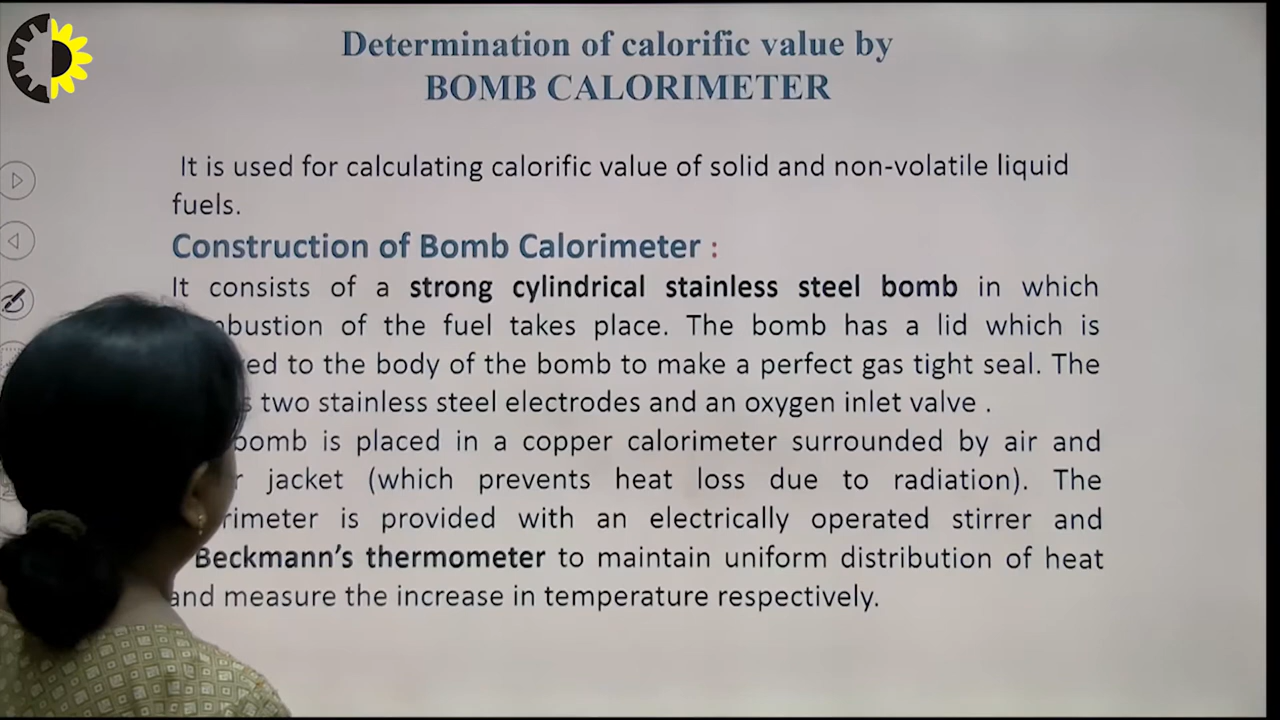 Determination of calorific value by
BOMB CALORIMETER
It is used for calculating calorific value of solid and non-volatile liquid
fuels.
Construction of Bomb Calorimeter :
It consists of a strong cylindrical stainless steel bomb in which
of the fuel takes place. The bomb has a lid which is
to the body of the bomb to make a perfect gas tight seal. The
two stainless steel electrodes and an oxygen inlet valve .
bomb is placed in a copper calorimeter surrounded by air and
jacket (which prevents heat loss due to radiation). The
is provided with an electrically operated stirrer and
Beckmann's thermometer to maintain uniform distribution of heat
and measure the increase in temperature respectively.